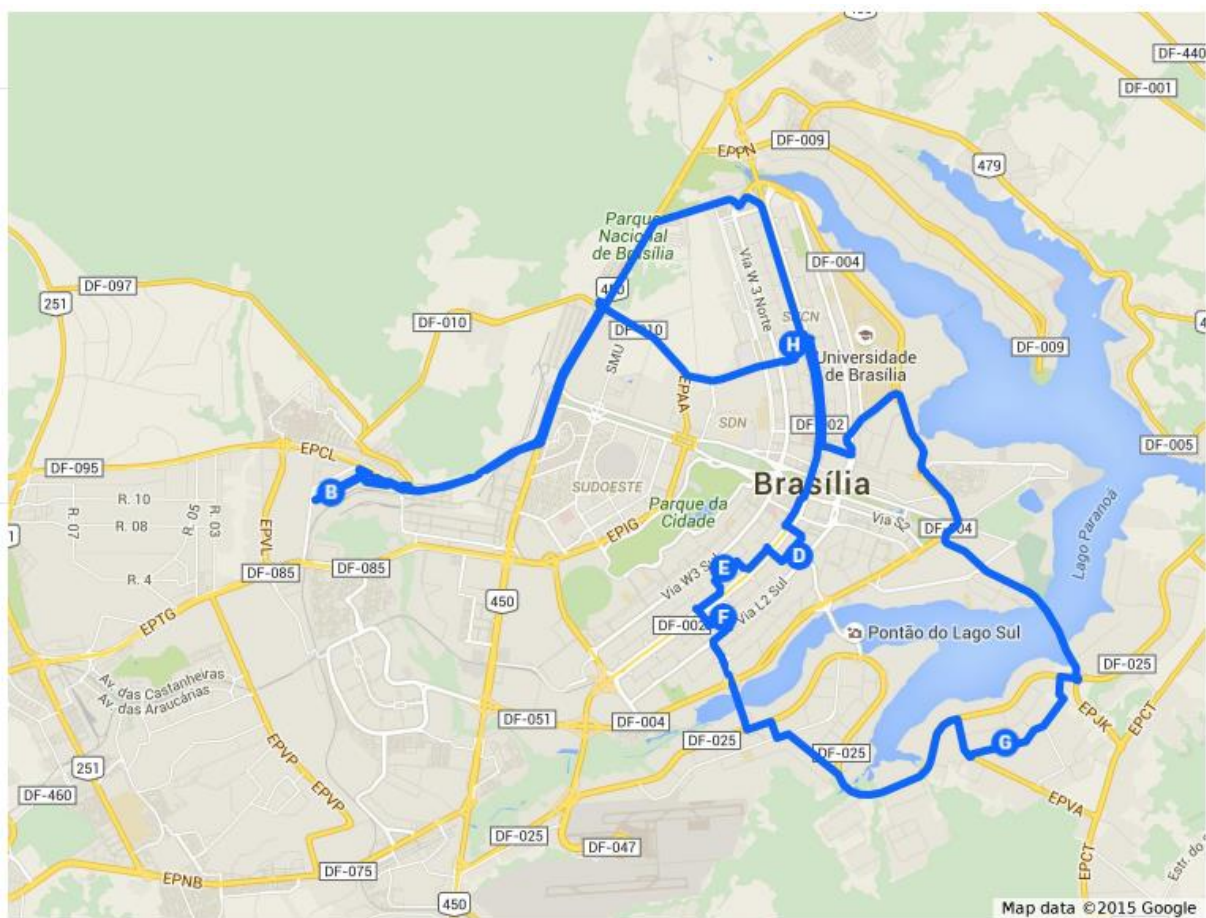 DF-440
DF-001
EPPN
DF-009
479
Parque
Nacional
de Brasília
Via W 3 Norte
DF-004
251
DF-097
450
DF-010
DF-010
SMU
SCN
H
Universidade
de Brasília
DF-009
EPAA
SDN
DF-002
DF-005
EPCL
DF-095
B
R. 10
R. 08
R. 07
R. 05
R. 03
R. 4
EPVL
SUDOESTE
Parque da
Cidade
Brasília
Via S2
DF-004
Lago Paranoá
EPIG
DF-085
DF-085
EPTG
Via W3 Sul
E
D
450
Via L2 Sul
DF-002
F
Pontão do Lago Sul
Av. das Castanheiras
Av. das Araucárias
DF-051
DF-004
DF-025
DF-025
DF-025
EPJK
EPCT
G
251
EPVP
EPVP
DF-460
EPVA
DF-025
DF-047
EPCT
Estr. do
EPNB
DF-075
450
Map data ©2015 Google